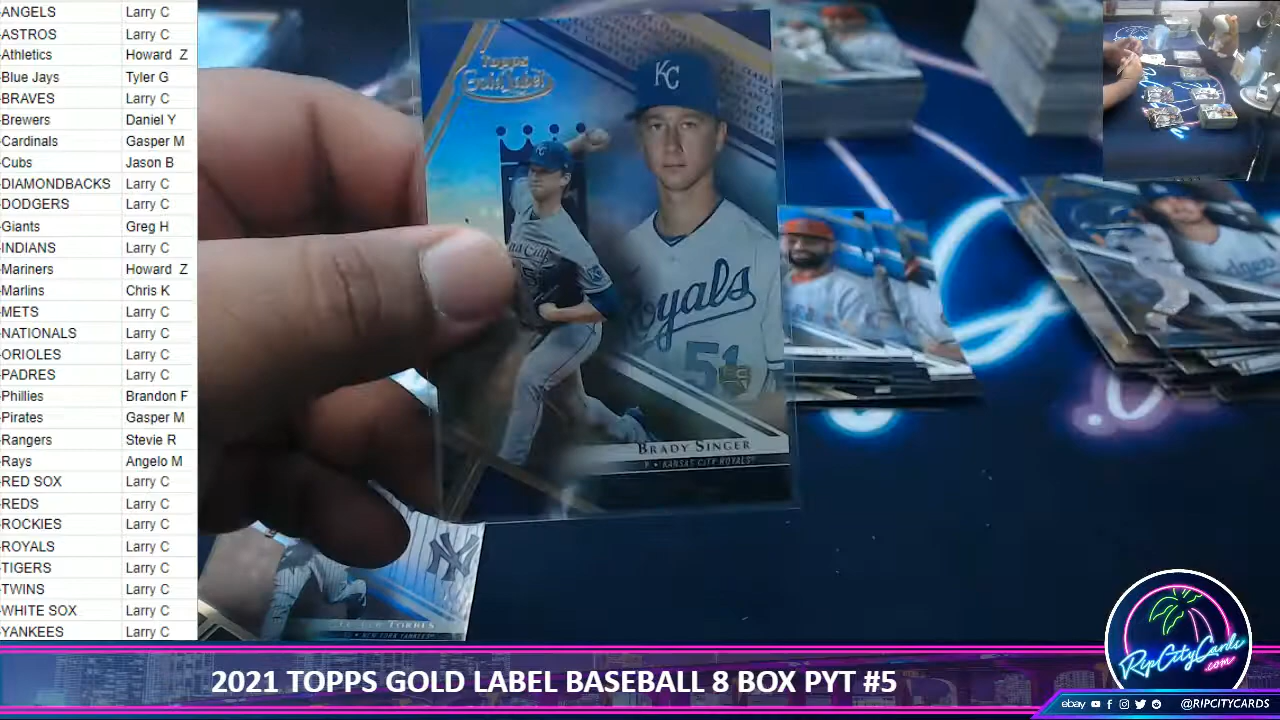 -ANGELS Larry C
-ASTROS Larry C
-Athletics Howard Z
-Blue Jays Tyler G
-BRAVES Larry C
-Brewers Daniel Y
-Cardinals Gasper M
-Cubs Jason B
-DIAMONDBACKS Larry C
-DODGERS Larry C
-Giants Greg H
-INDIANS Larry C
-Mariners Howard Z
-Marlins Chris K
-METS Larry C
-NATIONALS Larry C
-ORIOLES Larry C
-PADRES Larry C
-Phillies Brandon F
-Pirates Gasper M
-Rangers Stevie R
-Rays Angelo M
-RED SOX Larry C
-REDS Larry C
-ROCKIES Larry C
-ROYALS Larry C
-TIGERS Larry C
-TWINS Larry C
-WHITE SOX Larry C
-YANKEES Larry C
Topps
Gold Label
KC
KC
Royals
51
BRADY SINGER
P • KANSAS CITY ROYALS
NY
TORRES
NEW YORK YANKEES
RipCityCards
.com
2021 TOPPS GOLD LABEL BASEBALL 8 BOX PYT #5
ebay @RIPCITYCARDS